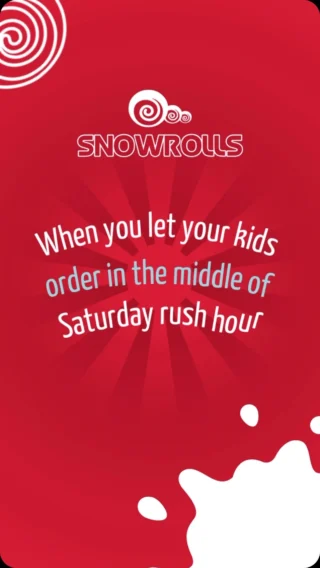 SNOWROLLS
When you let your kids
order in the middle of
Saturday rush hour